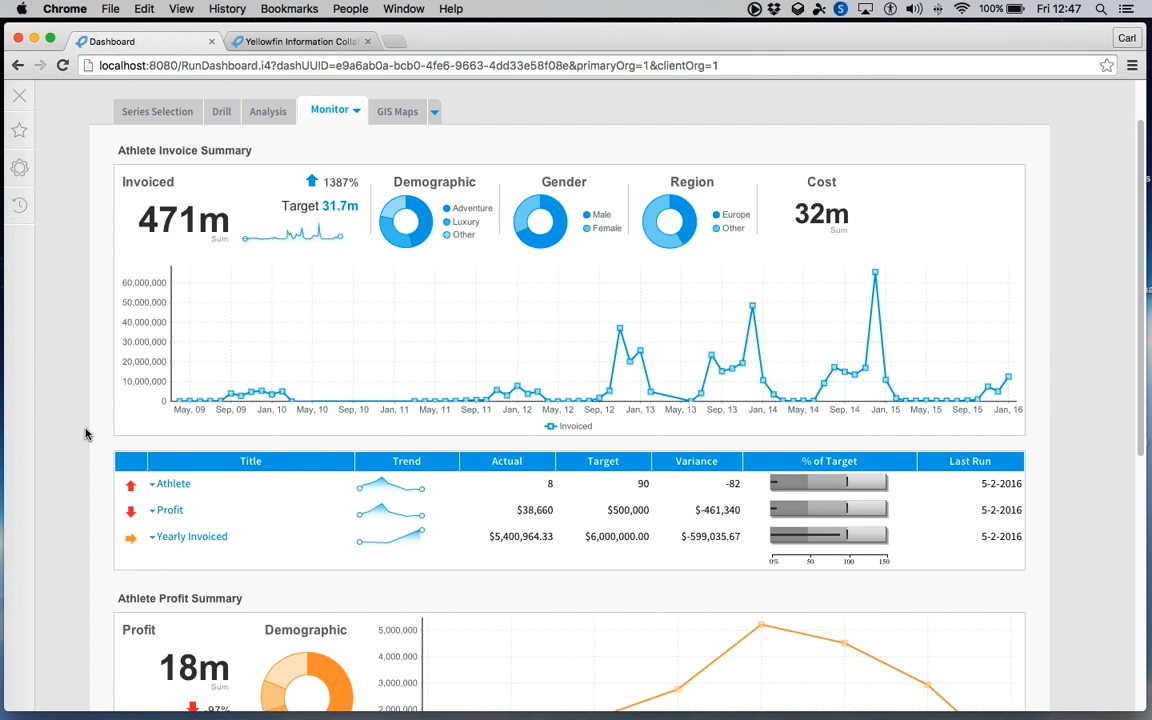 Chrome File Edit View History Bookmarks People Window Help 100% Fri 12:47
Dashboard Yellowfin Information Colla Carl
localhost:8080/RunDashboard.i4?dashUUID=e9a6ab0a-bcb0-4fe6-9663-4dd33e58f08e&primaryOrg=1&clientOrg=1
Series Selection Drill Analysis Monitor GIS Maps
Athlete Invoice Summary
Invoiced 1387% Demographic Gender Region Cost
471m Target 31.7m Adventure Male Europe 32m
Luxury Female Other
Sum Other Sum
60,000,000
50,000,000
40,000,000
30,000,000
20,000,000
10,000,000
0
May, 09 Sep, 09 Jan, 10 May, 10 Sep, 10 Jan, 11 May, 11 Sep, 11 Jan, 12 May, 12 Sep, 12 Jan, 13 May, 13 Sep, 13 Jan, 14 May, 14 Sep, 14 Jan, 15 May, 15 Sep, 15 Jan, 16
Invoiced
Title Trend Actual Target Variance % of Target Last Run
Athlete 8 90 -82 5-2-2016
Profit $38,660 $500,000 $-461,340 5-2-2016
Yearly Invoiced $5,400,964.33 $6,000,000.00 $-599,035.67 5-2-2016
0% 50 100 150
Athlete Profit Summary
Profit Demographic 5,000,000
18m 4,000,000
Sum 3,000,000
-97% 2,000,000